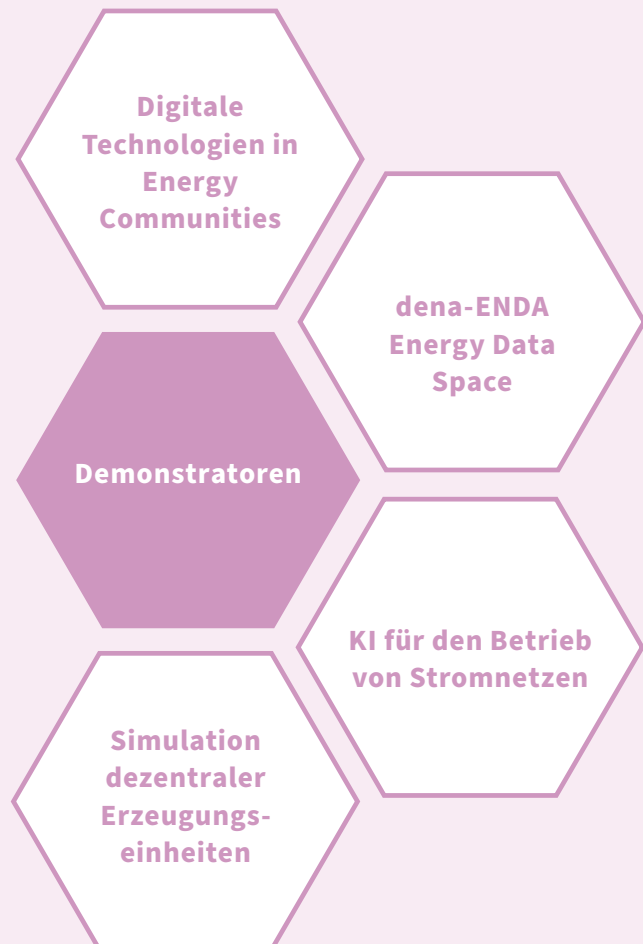 Digitale
Technologien in
Energy
Communities
dena-ENDA
Energy Data
Space
Demonstratoren
KI für den Betrieb
von Stromnetzen
Simulation
dezentraler
Erzeugungs-
einheiten